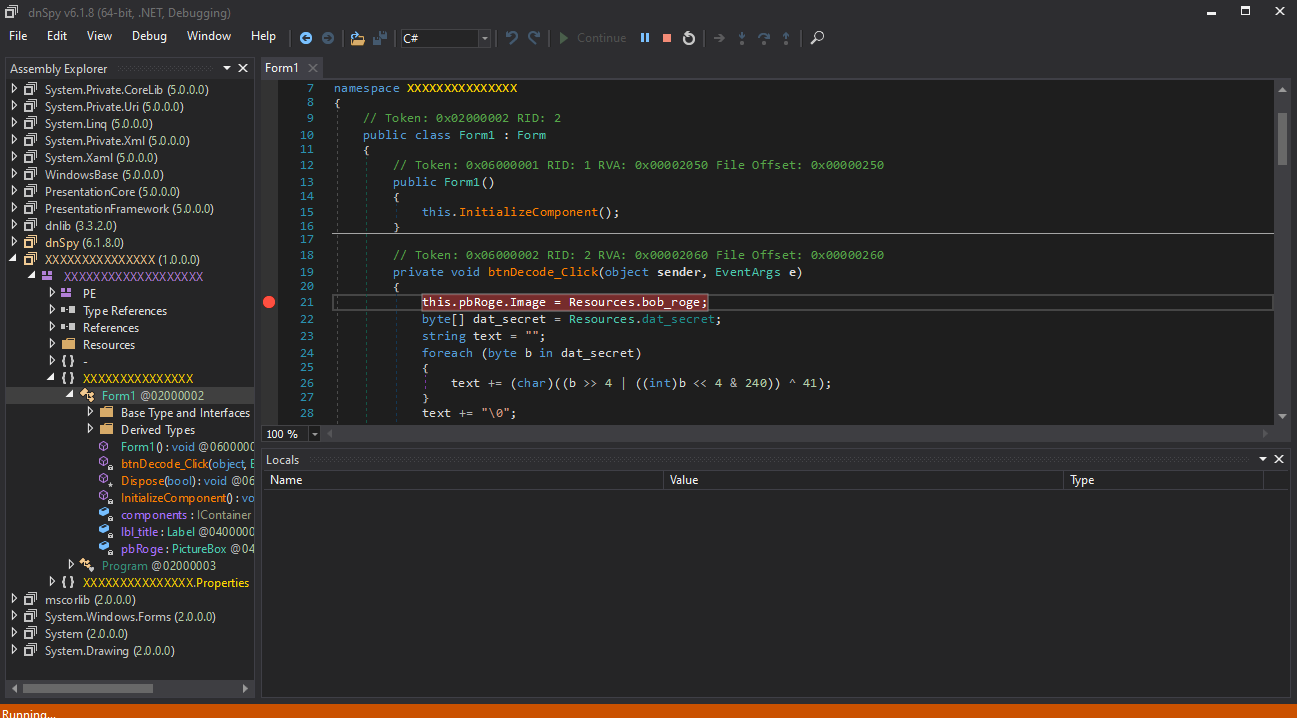 dnSpy v6.1.8 (64-bit, .NET, Debugging)
File Edit View Debug Window Help C# Continue
Assembly Explorer
System.Private.CoreLib (5.0.0.0)
System.Private.Uri (5.0.0.0)
System.Linq (5.0.0.0)
System.Private.Xml (5.0.0.0)
System.Xaml (5.0.0.0)
WindowsBase (5.0.0.0)
PresentationCore (5.0.0.0)
PresentationFramework (5.0.0.0)
dnlib (3.3.2.0)
dnSpy (6.1.8.0)
XXXXXXXXXXXXXXX (1.0.0.0)
XXXXXXXXXXXXXXXXXXX
PE
Type References
References
Resources
{ } -
{ } XXXXXXXXXXXXXXX
Form1 @02000002
Base Type and Interfaces
Derived Types
Form1() : void @0600000
btnDecode_Click(object, E
Dispose(bool) : void @06
InitializeComponent() : vo
components : IContainer
lbl_title : Label @0400000
pbRoge : PictureBox @04
Program @02000003
{ } XXXXXXXXXXXXXXX.Properties
mscorlib (2.0.0.0)
System.Windows.Forms (2.0.0.0)
System (2.0.0.0)
System.Drawing (2.0.0.0)
Form1
7 namespace XXXXXXXXXXXXXXX
8 {
9 // Token: 0x02000002 RID: 2
10 public class Form1 : Form
11 {
12 // Token: 0x06000001 RID: 1 RVA: 0x00002050 File Offset: 0x00000250
13 public Form1()
14 {
15 this.InitializeComponent();
16 }
17
18 // Token: 0x06000002 RID: 2 RVA: 0x00002060 File Offset: 0x00000260
19 private void btnDecode_Click(object sender, EventArgs e)
20 {
21 this.pbRoge.Image = Resources.bob_roge;
22 byte[] dat_secret = Resources.dat_secret;
23 string text = "";
24 foreach (byte b in dat_secret)
25 {
26 text += (char)((b >> 4 | ((int)b << 4 & 240)) ^ 41);
27 }
28 text += "\0";
100 %
Locals
Name Value Type
Running...